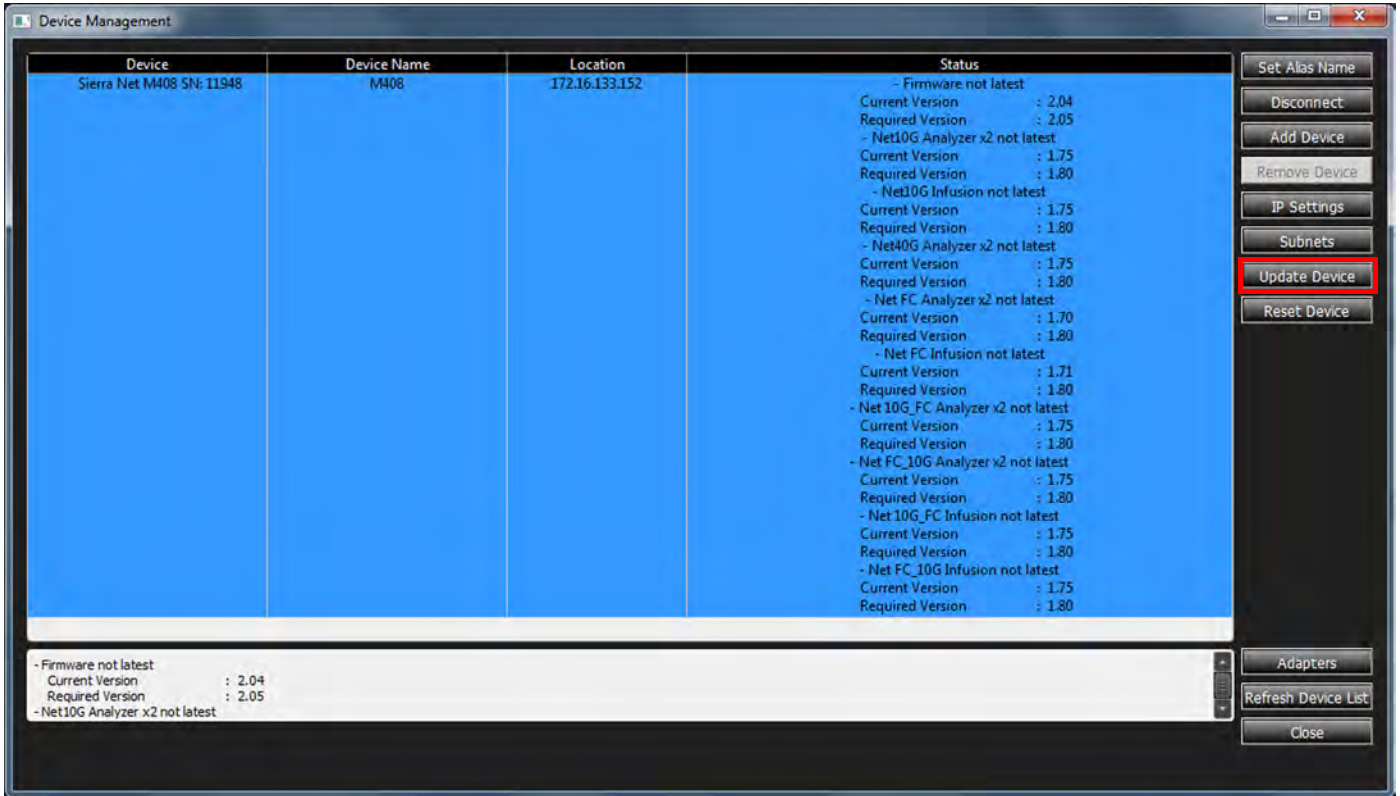 Device Management
Device Device Name Location Status
Sierra Net M408 SN: 11948 M408 172.16.133.152 - Firmware not latest
Current Version : 2.04
Required Version : 2.05
- Net10G Analyzer x2 not latest
Current Version : 1.75
Required Version : 1.80
- Net10G Infusion not latest
Current Version : 1.75
Required Version : 1.80
- Net40G Analyzer x2 not latest
Current Version : 1.75
Required Version : 1.80
- Net FC Analyzer x2 not latest
Current Version : 1.70
Required Version : 1.80
- Net FC Infusion not latest
Current Version : 1.71
Required Version : 1.80
- Net 10G_FC Analyzer x2 not latest
Current Version : 1.75
Required Version : 1.80
- Net FC_10G Analyzer x2 not latest
Current Version : 1.75
Required Version : 1.80
- Net 10G_FC Infusion not latest
Current Version : 1.75
Required Version : 1.80
- Net FC_10G Infusion not latest
Current Version : 1.75
Required Version : 1.80
Set Alias Name
Disconnect
Add Device
Remove Device
IP Settings
Subnets
Update Device
Reset Device
- Firmware not latest
Current Version : 2.04
Required Version : 2.05
- Net10G Analyzer x2 not latest
Adapters
Refresh Device List
Close